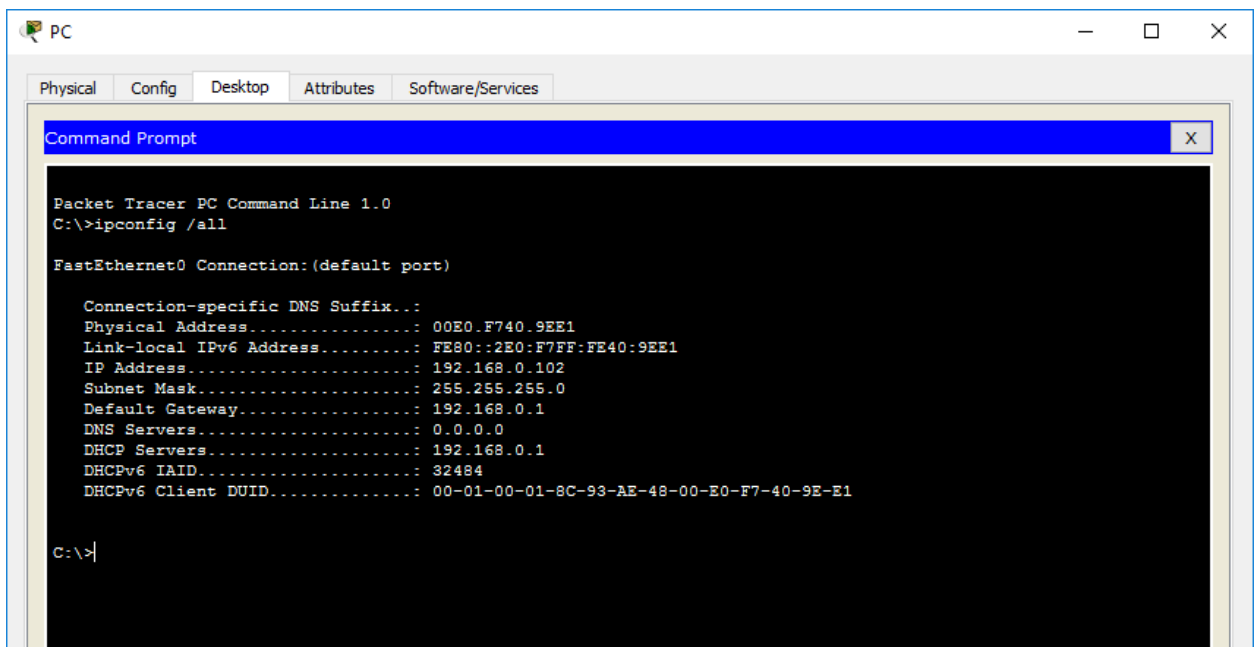 PC
Physical Config Desktop Attributes Software/Services
Command Prompt
X
Packet Tracer PC Command Line 1.0
C:\>ipconfig /all
FastEthernet0 Connection:(default port)
Connection-specific DNS Suffix..:
Physical Address................: 00E0.F740.9EE1
Link-local IPv6 Address.........: FE80::2E0:F7FF:FE40:9EE1
IP Address......................: 192.168.0.102
Subnet Mask.....................: 255.255.255.0
Default Gateway.................: 192.168.0.1
DNS Servers.....................: 0.0.0.0
DHCP Servers....................: 192.168.0.1
DHCPv6 IAID.....................: 32484
DHCPv6 Client DUID..............: 00-01-00-01-8C-93-AE-48-00-E0-F7-40-9E-E1
C:\>